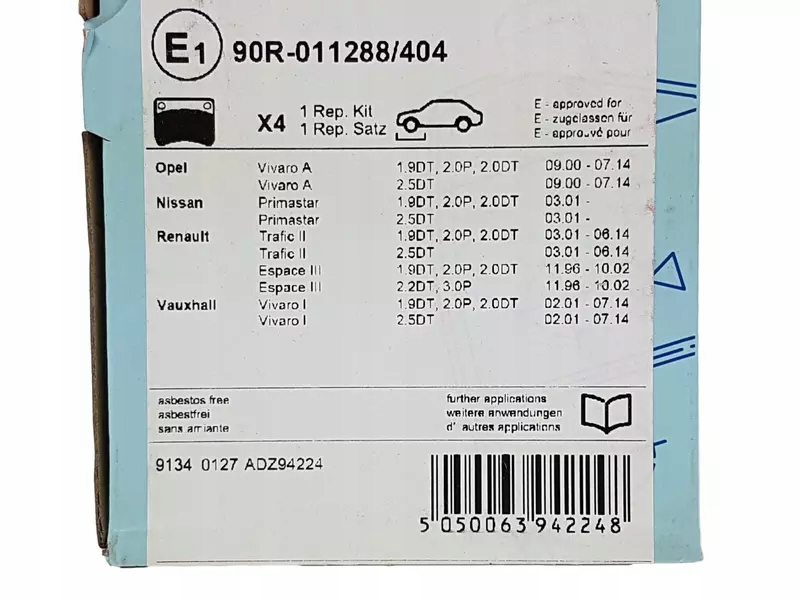 E1 90R-011288/404
X4 1 Rep. Kit
1 Rep. Satz
E - approved for
E - zugelassen für
E - approuvé pour
Opel Vivaro A 1.9DT, 2.0P, 2.0DT 09.00 - 07.14
Vivaro A 2.5DT 09.00 - 07.14
Nissan Primastar 1.9DT, 2.0P, 2.0DT 03.01 -
Primastar 2.5DT 03.01 -
Renault Trafic II 1.9DT, 2.0P, 2.0DT 03.01 - 06.14
Trafic II 2.5DT 03.01 - 06.14
Espace III 1.9DT, 2.0P, 2.0DT 11.96 - 10.02
Espace III 2.2DT, 3.0P 11.96 - 10.02
Vauxhall Vivaro I 1.9DT, 2.0P, 2.0DT 02.01 - 07.14
Vivaro I 2.5DT 02.01 - 07.14
asbestos free
asbestfrei
sans amiante
further applications
weitere anwendungen
d' autres applications
9134 0127 ADZ94224
5 050063 942248